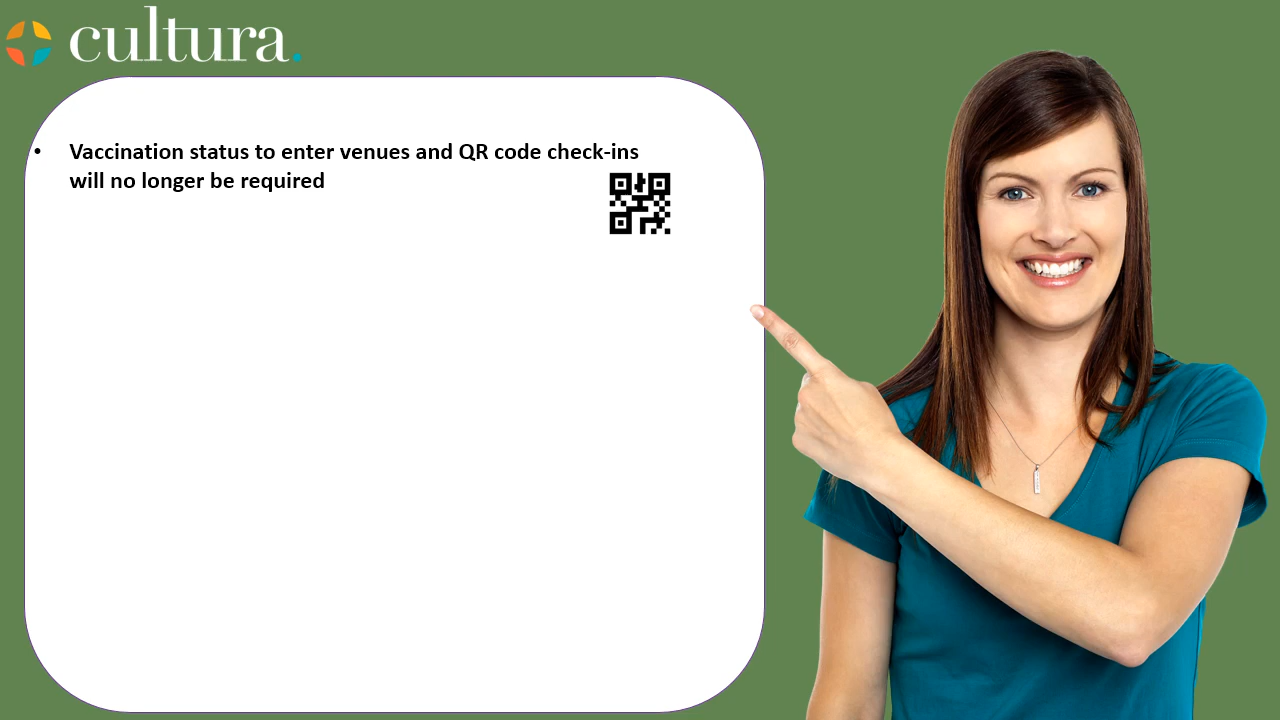 cultura.
• Vaccination status to enter venues and QR code check-ins
will no longer be required